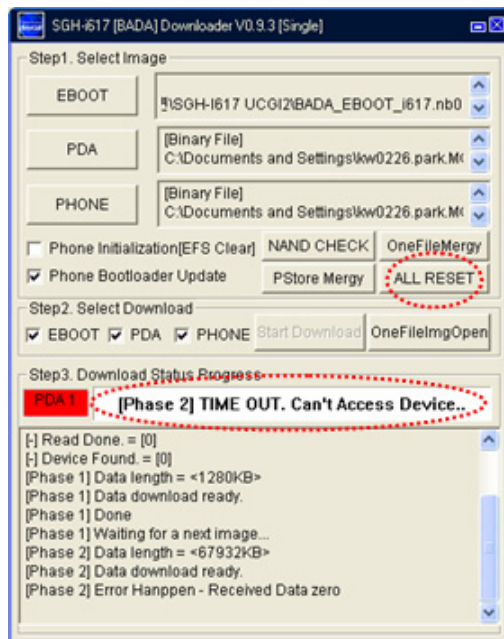 SGH-i617 [BADA] Downloader V0.9.3 [Single]
Step1. Select Image
EBOOT
\SGH-I617 UCGI2\BADA_EBOOT_i617.nb0
PDA
[Binary File]
C:\Documents and Settings\kw0226.park.M
PHONE
[Binary File]
C:\Documents and Settings\kw0226.park.M
Phone Initialization[EFS Clear]
NAND CHECK
OneFileMergy
Phone Bootloader Update
PStore Mergy
ALL RESET
Step2. Select Download
EBOOT
PDA
PHONE
Start Download
OneFileImgOpen
Step3. Download Status Progress
PDA 1
[Phase 2] TIME OUT. Can't Access Device..
[-] Read Done. = [0]
[-] Device Found. = [0]
[Phase 1] Data length = <1280KB>
[Phase 1] Data download ready.
[Phase 1] Done
[Phase 1] Waiting for a next image...
[Phase 2] Data length = <67932KB>
[Phase 2] Data download ready.
[Phase 2] Error Hanppen - Received Data zero